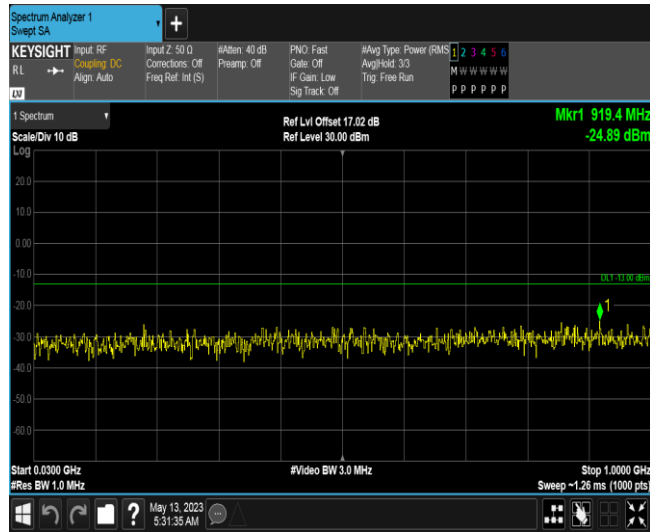 Spectrum Analyzer 1
Swept SA
+
KEYSIGHT
RL
LXI
Input: RF
Coupling: DC
Align: Auto
Input Z: 50 Ω
Corrections: Off
Freq Ref: Int (S)
#Atten: 40 dB
Preamp: Off
PNO: Fast
Gate: Off
IF Gain: Low
Sig Track: Off
#Avg Type: Power (RMS
Avg|Hold: 3/3
Trig: Free Run
1 2 3 4 5 6
M W W W W W
P P P P P P
1 Spectrum
Scale/Div 10 dB
Ref Lvl Offset 17.02 dB
Ref Level 30.00 dBm
Mkr1 919.4 MHz
-24.89 dBm
Log
20.0
10.0
0.00
-10.0
DL1 -13.00 dBm
-20.0
1
-30.0
-40.0
-50.0
-60.0
Start 0.0300 GHz
#Video BW 3.0 MHz
Stop 1.0000 GHz
#Res BW 1.0 MHz
Sweep ~1.26 ms (1000 pts)
?
May 13, 2023
5:31:35 AM